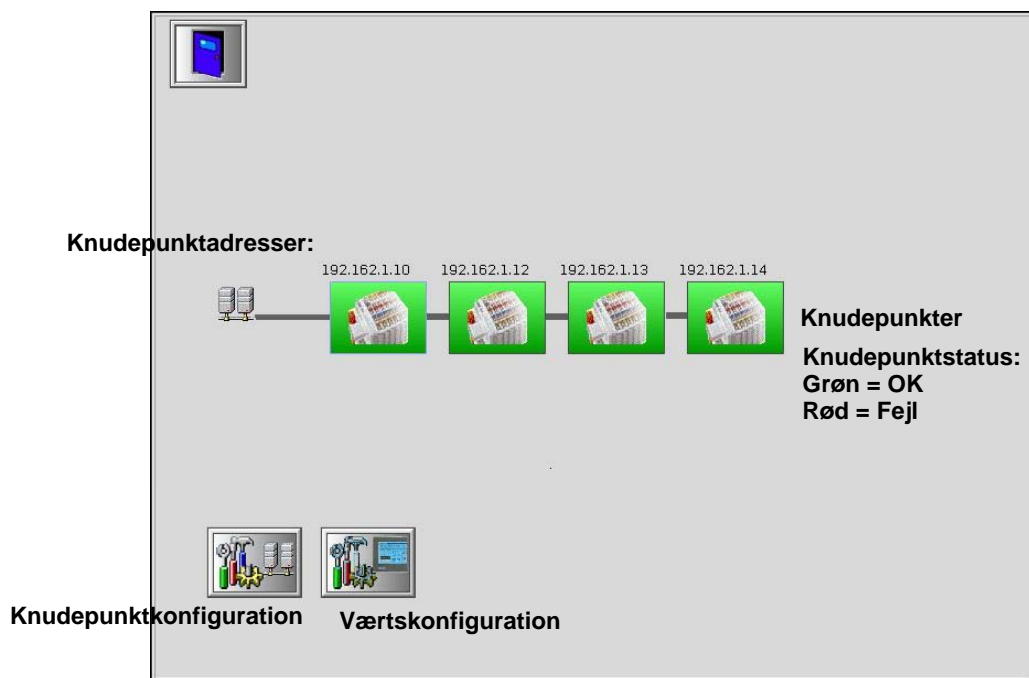 Knudepunktadresser:
192.162.1.10 192.162.1.12 192.162.1.13 192.162.1.14
Knudepunkter
Knudepunktstatus:
Grøn = OK
Rød = Fejl
Knudepunktkonfiguration
Værtskonfiguration